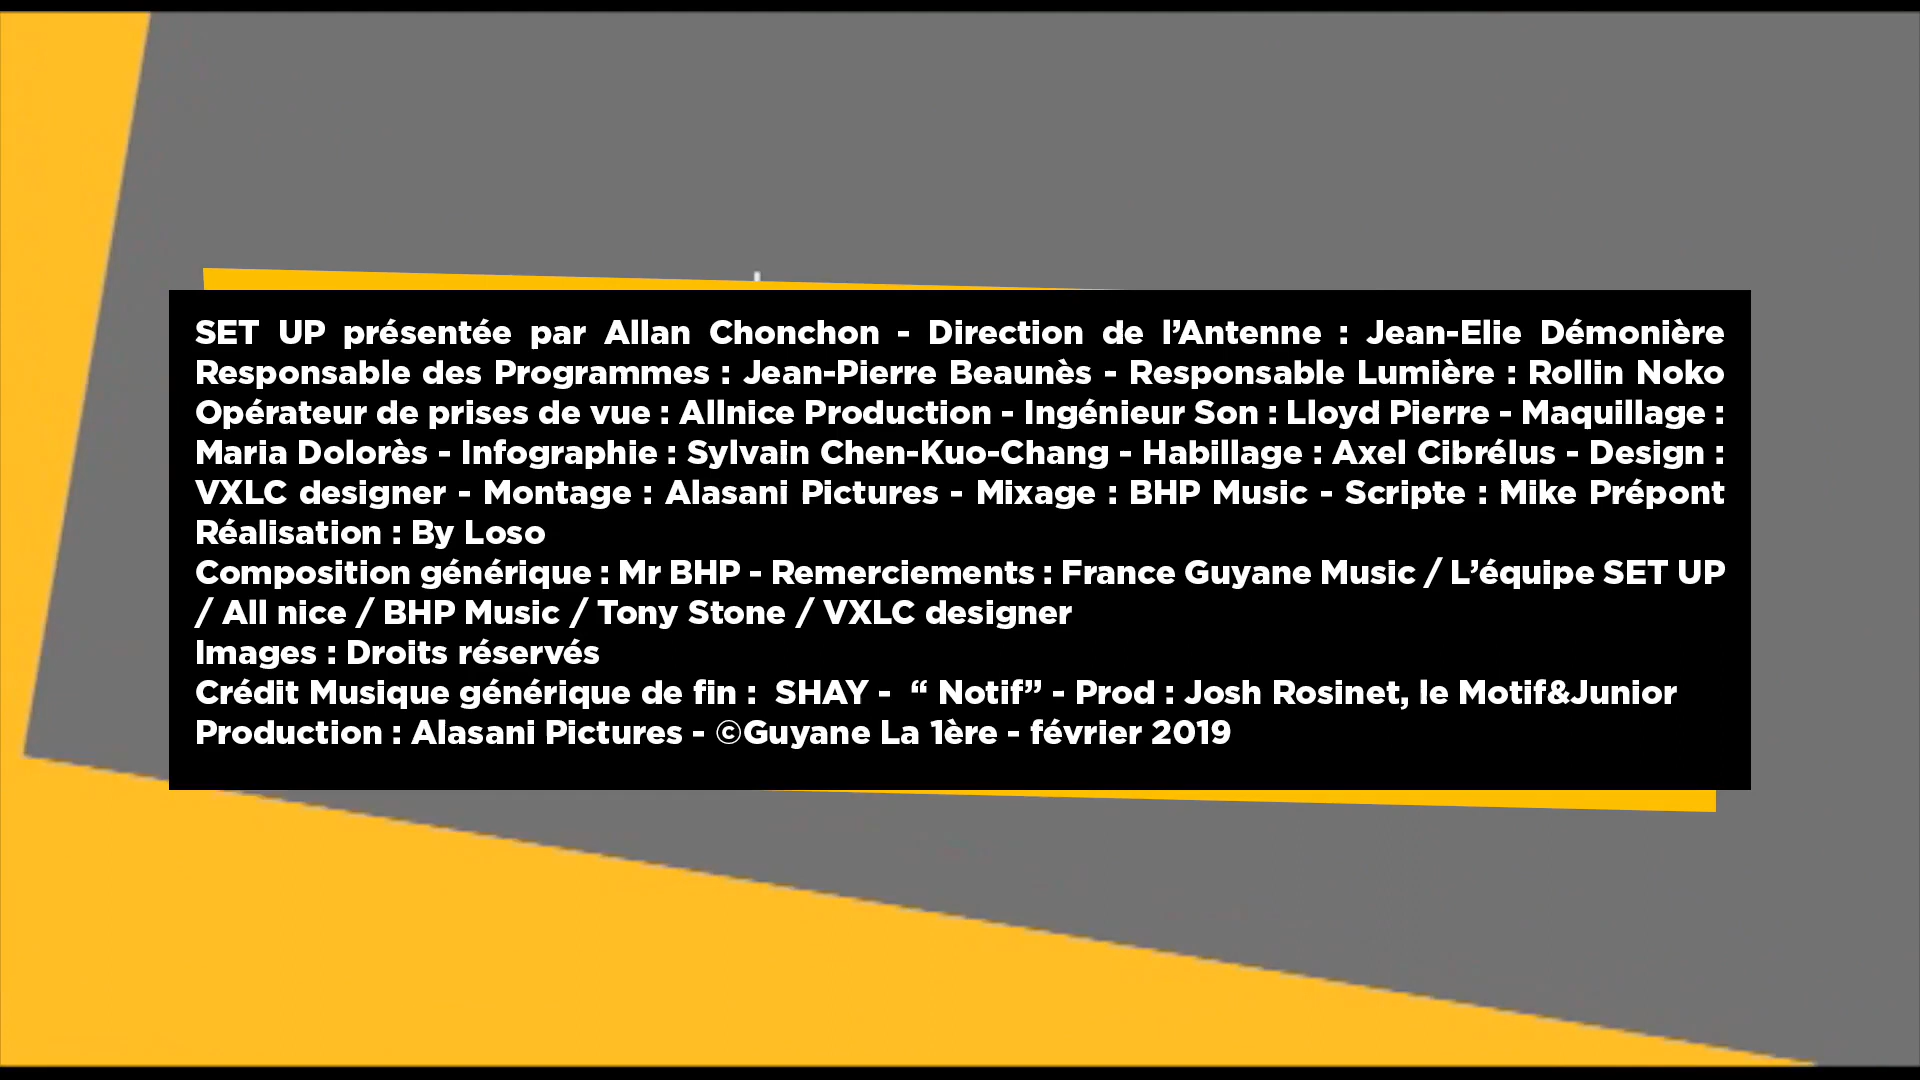 SET UP présentée par Allan Chonchon - Direction de l’Antenne : Jean-Elie Démonière
Responsable des Programmes : Jean-Pierre Beaunès - Responsable Lumière : Rollin Noko
Opérateur de prises de vue : Allnice Production - Ingénieur Son : Lloyd Pierre - Maquillage :
Maria Dolorès - Infographie : Sylvain Chen-Kuo-Chang - Habillage : Axel Cibrélus - Design :
VXLC designer - Montage : Alasani Pictures - Mixage : BHP Music - Scripte : Mike Prépont
Réalisation : By Loso
Composition générique : Mr BHP - Remerciements : France Guyane Music / L’équipe SET UP
/ All nice / BHP Music / Tony Stone / VXLC designer
Images : Droits réservés
Crédit Musique générique de fin :  SHAY -  “ Notif” - Prod : Josh Rosinet, le Motif&Junior
Production : Alasani Pictures - ©Guyane La 1ère - février 2019